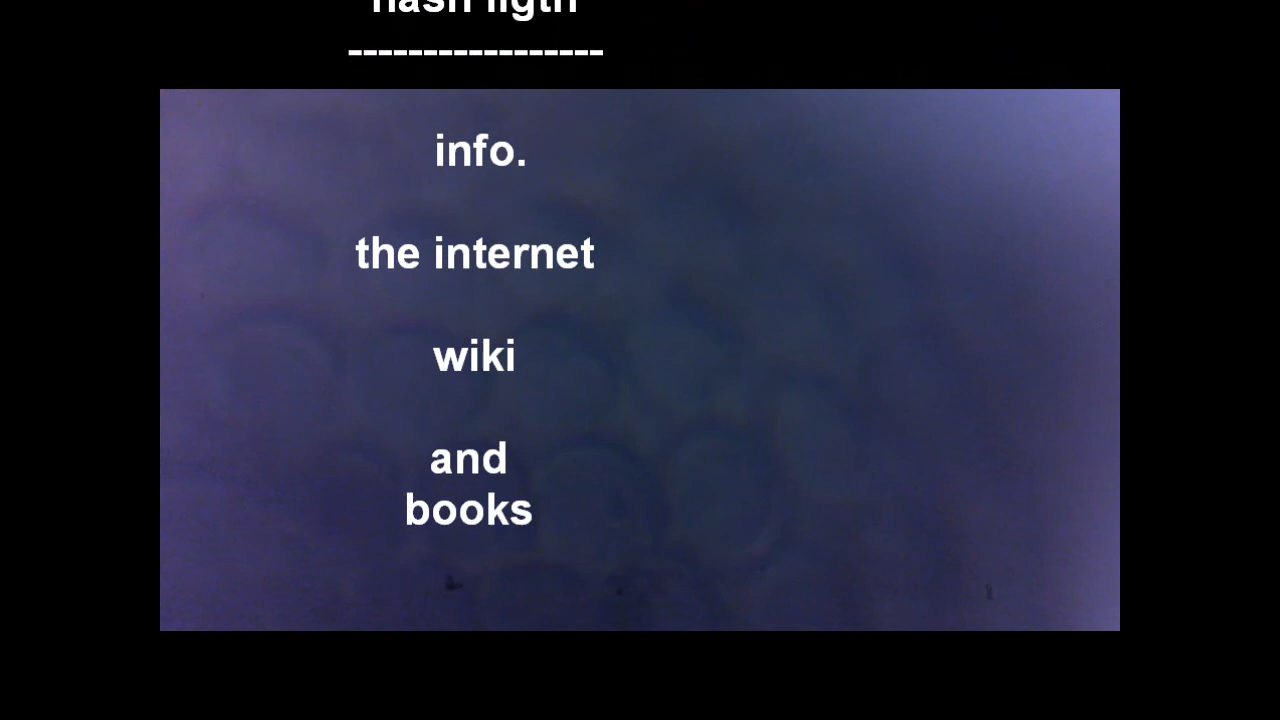 -----------------
info.
the internet
wiki
and
books